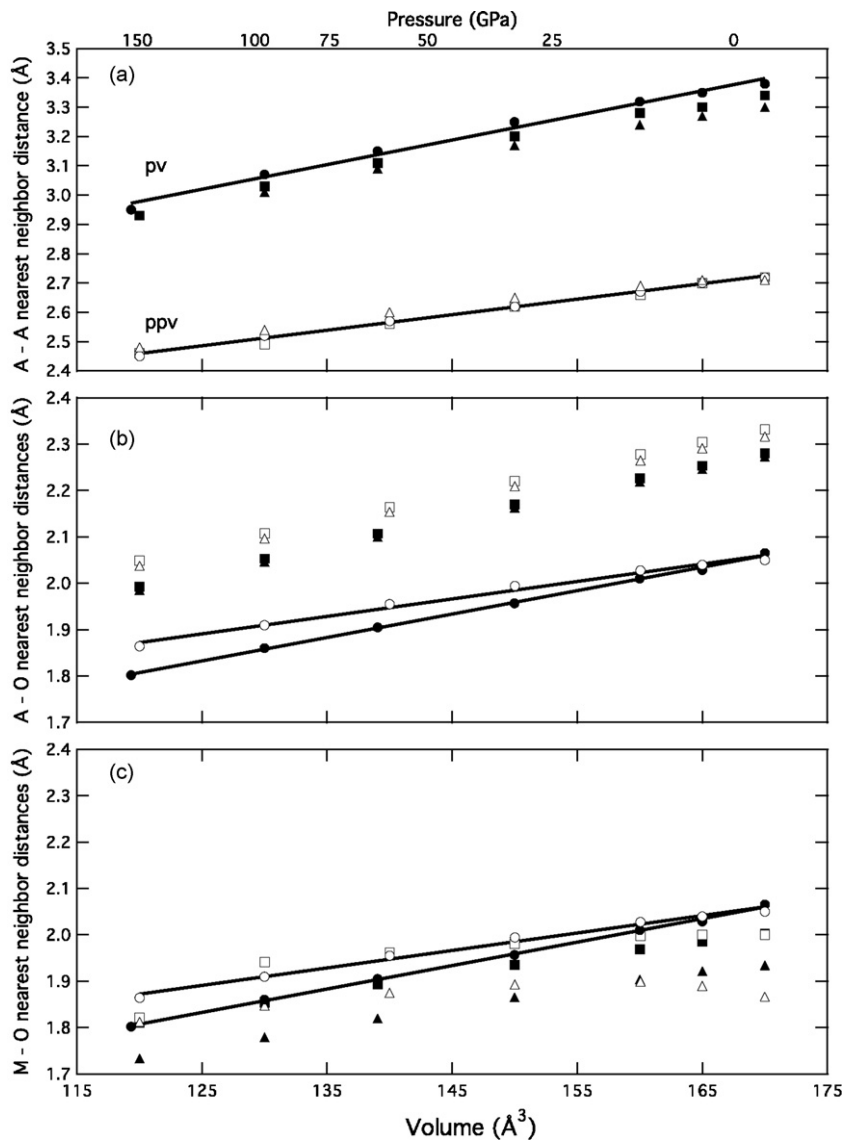 Pressure (GPa)
150 100 75 50 25 0
(a)
A - A nearest neighbor distance (Å)
3.5
3.4
3.3
3.2
3.1
3.0
2.9
2.8
2.7
2.6
2.5
2.4
pv
ppv
(b)
A - O nearest neighbor distances (Å)
2.4
2.3
2.2
2.1
2.0
1.9
1.8
1.7
(c)
M - O nearest neighbor distances (Å)
2.4
2.3
2.2
2.1
2.0
1.9
1.8
1.7
115 125 135 145 155 165 175
Volume (Å³)